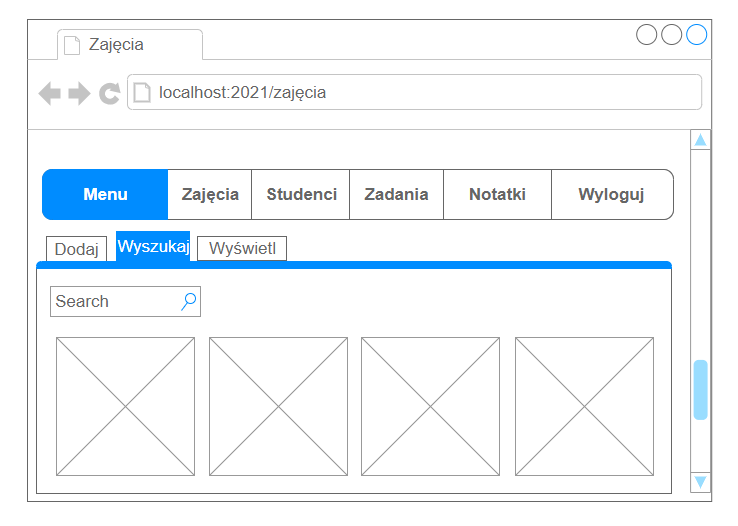 Zajęcia
localhost:2021/zajęcia
Menu Zajęcia Studenci Zadania Notatki Wyloguj
Dodaj Wyszukaj Wyświetl
Search